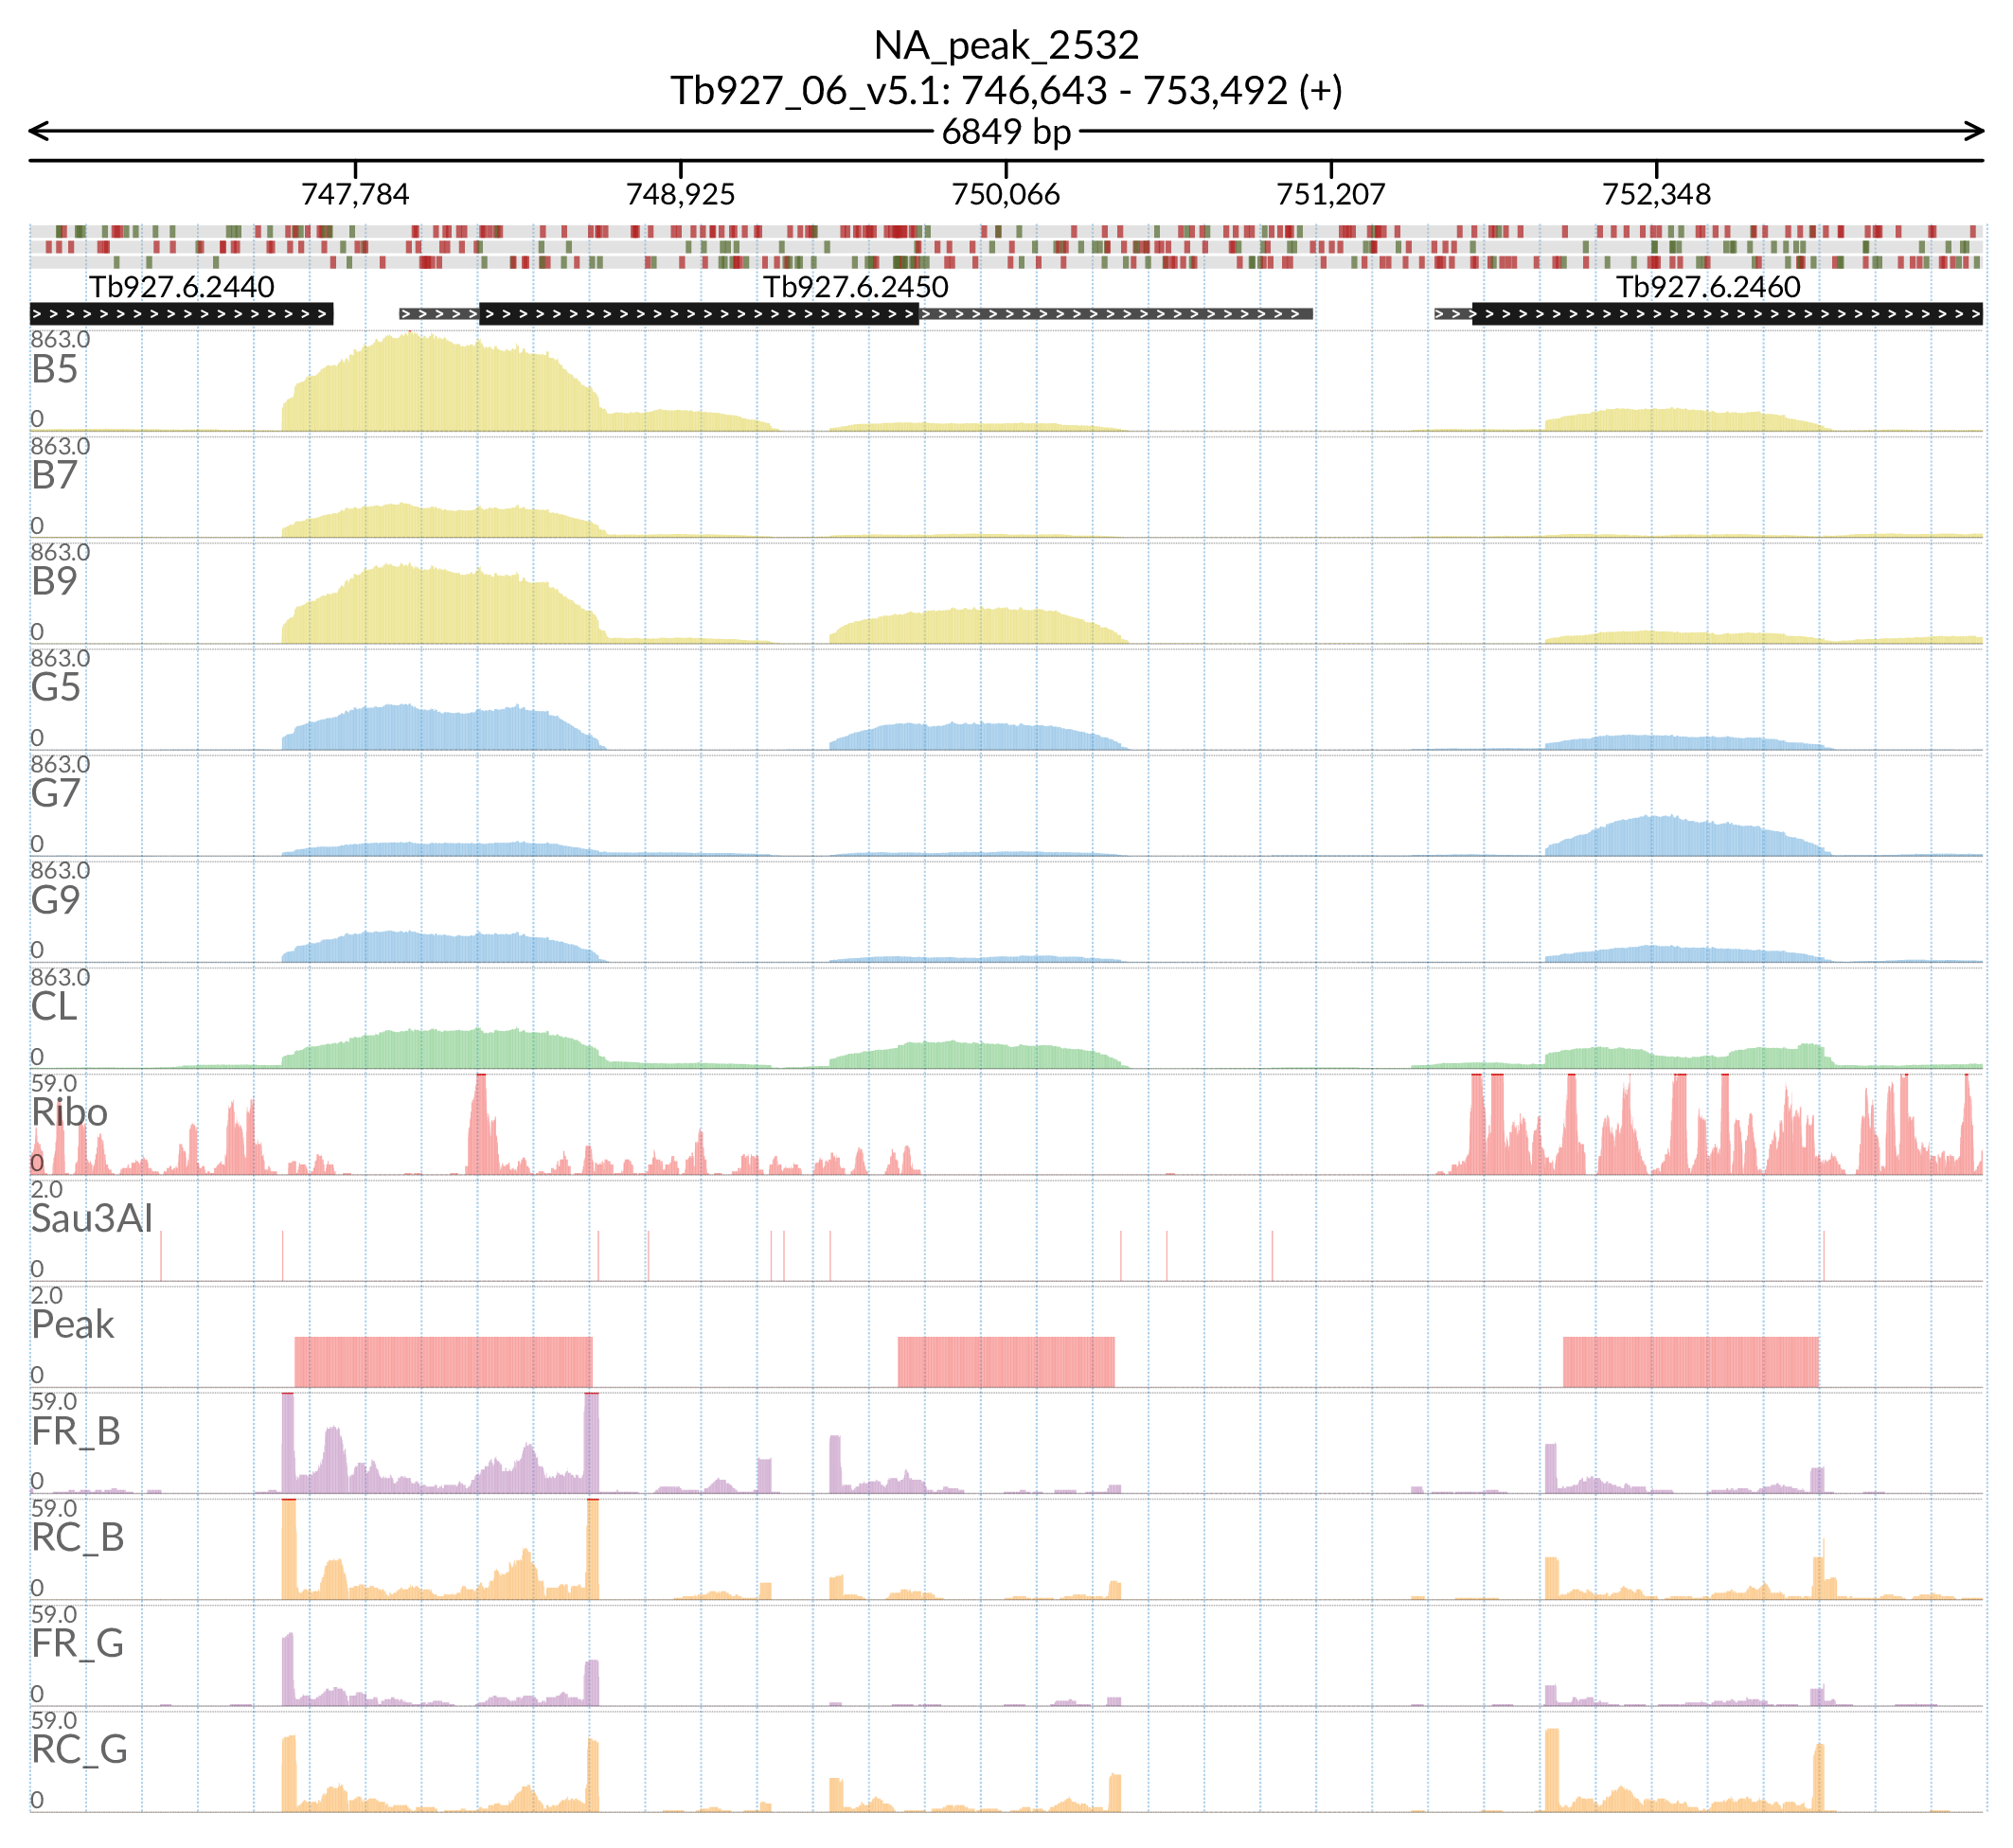 NA_peak_2532
Tb927_06_v5.1: 746,643 - 753,492 (+)
6849 bp
747,784 748,925 750,066 751,207 752,348
Tb927.6.2440 Tb927.6.2450 Tb927.6.2460
863.0
B5
0
863.0
B7
0
863.0
B9
0
863.0
G5
0
863.0
G7
0
863.0
G9
0
863.0
CL
0
59.0
Ribo
0
2.0
Sau3AI
0
2.0
Peak
0
59.0
FR_B
0
59.0
RC_B
0
59.0
FR_G
0
59.0
RC_G
0